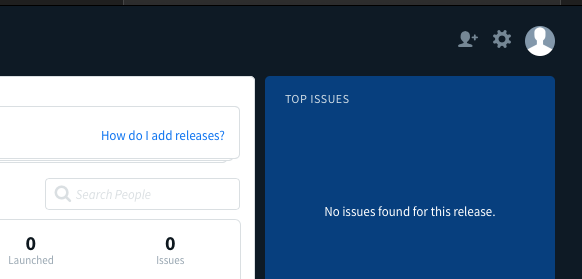 TOP ISSUES
How do I add releases?
Search People
No issues found for this release.
0 0
Launched Issues